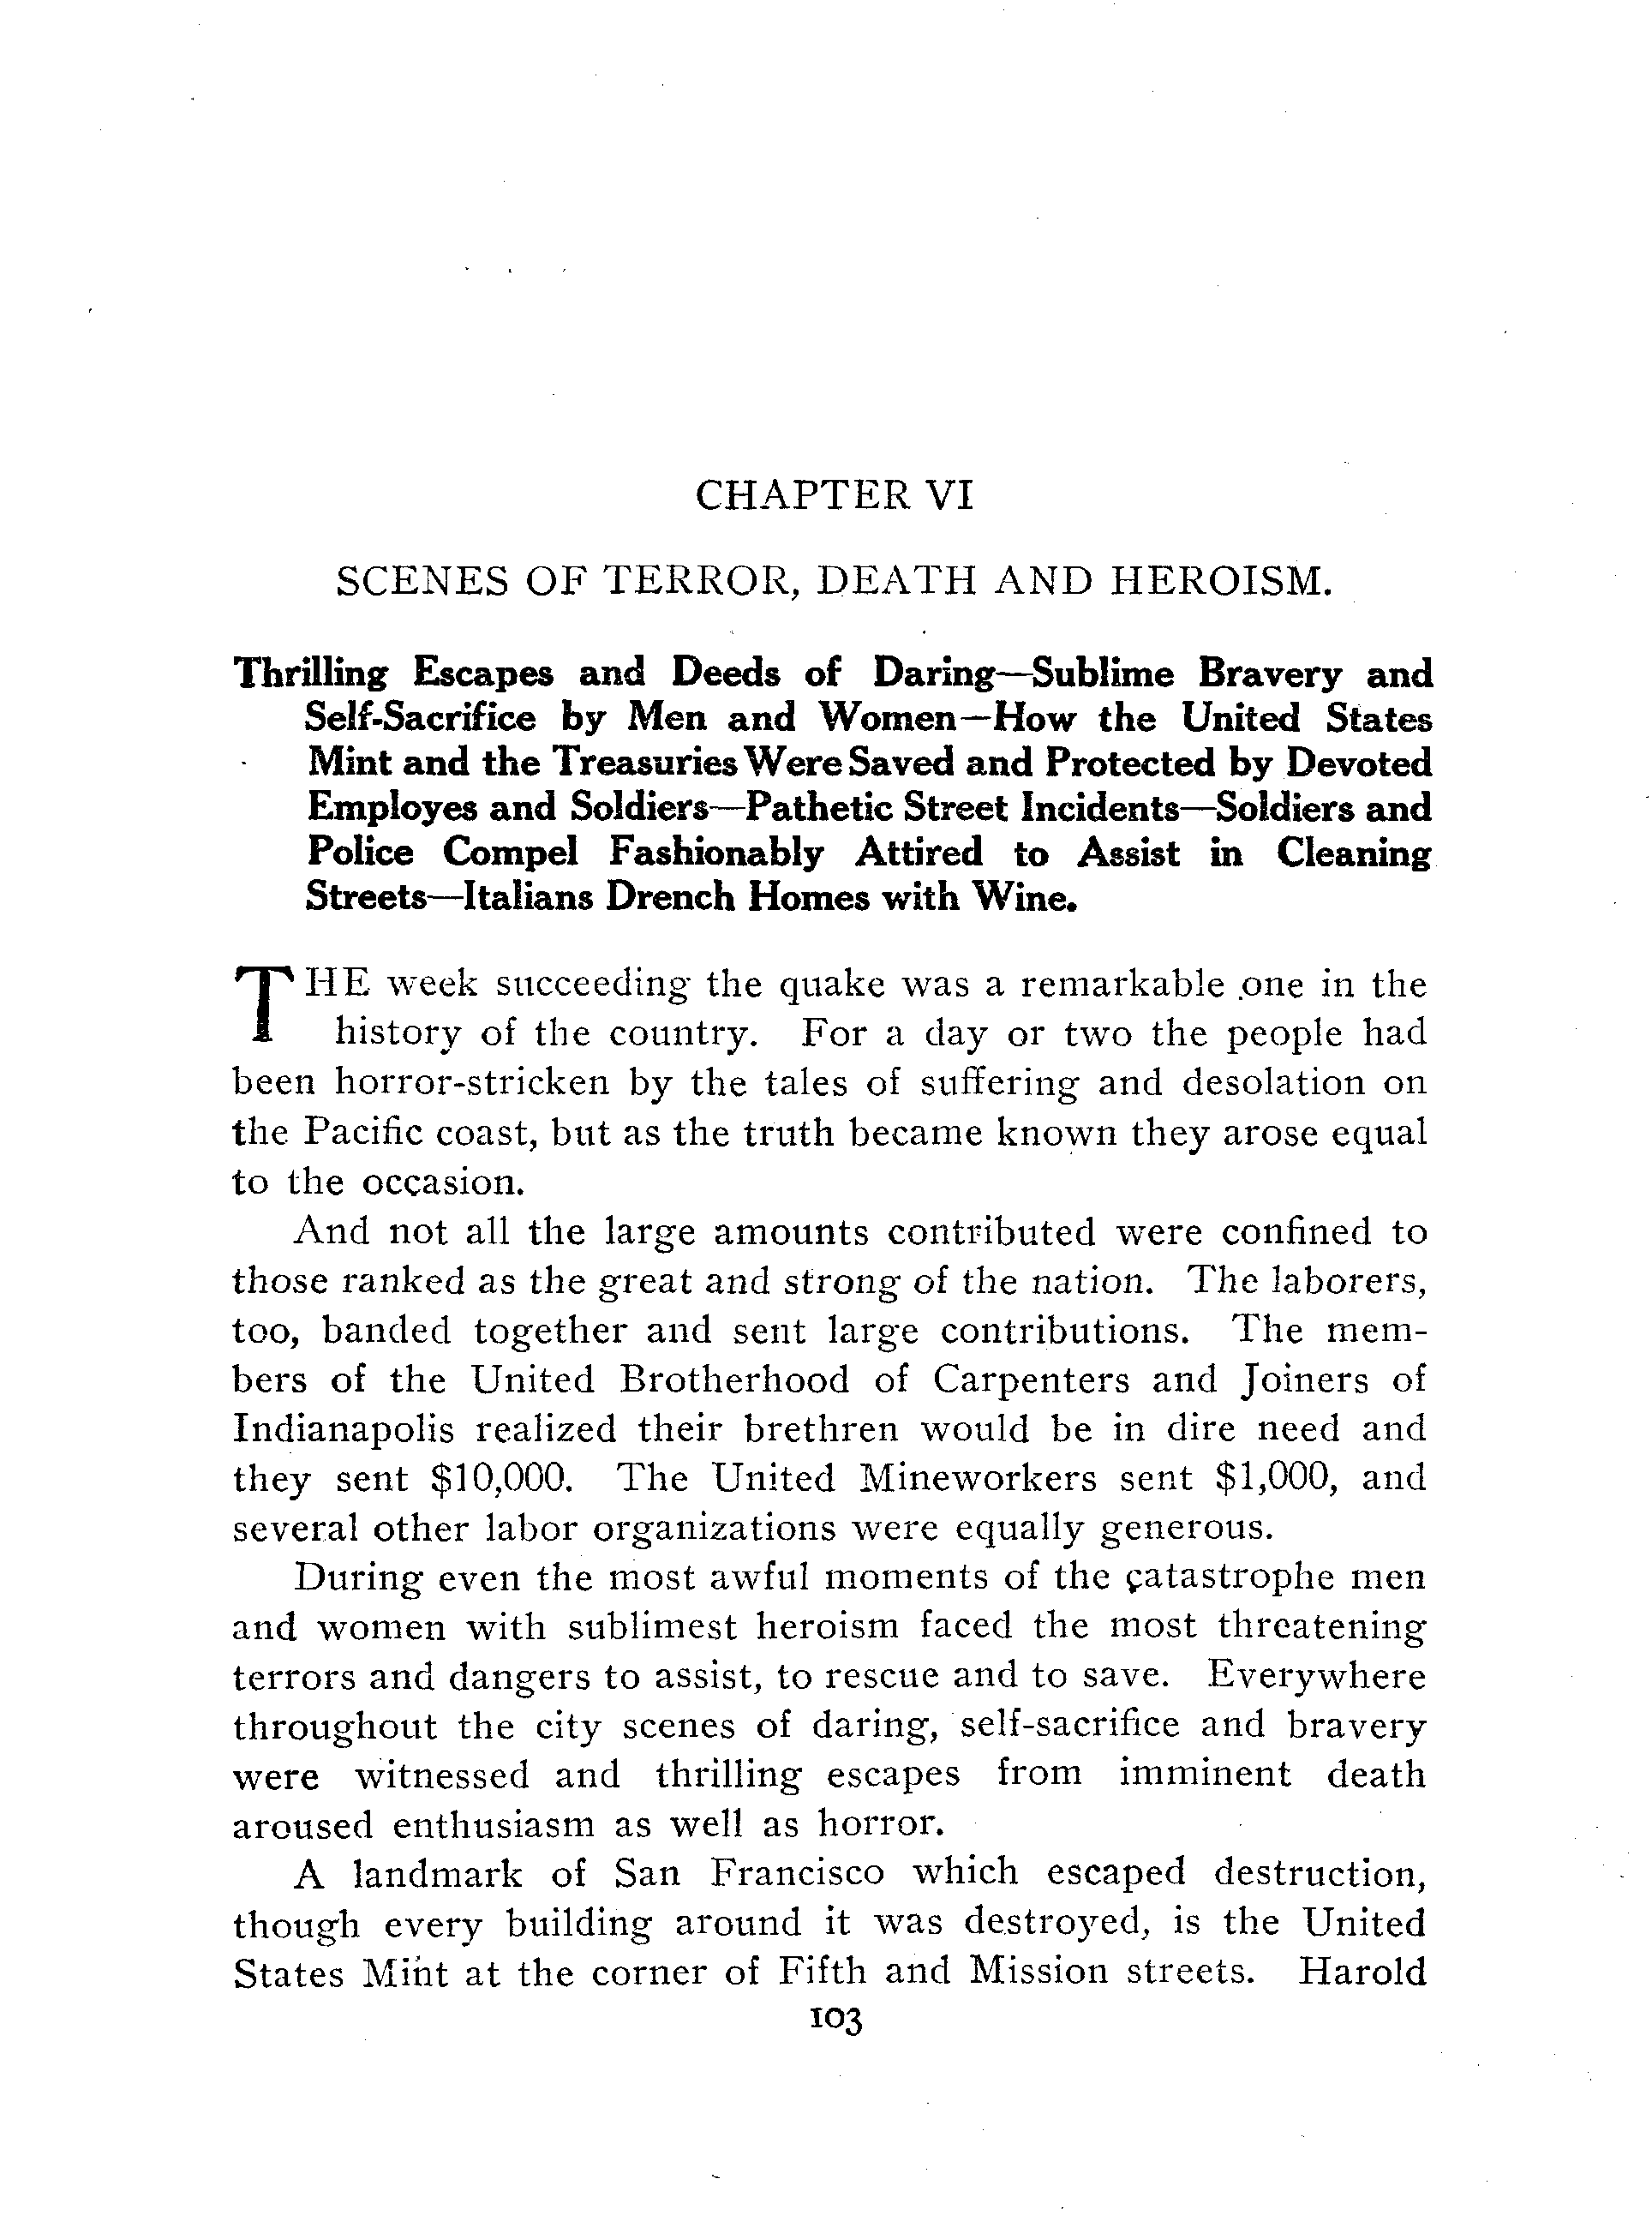 CHAPTER VI
SCENES OF TERROR, DEATH AND HEROISM.
Thrilling Escapes and Deeds of Daring—Sublime Bravery and
Self-Sacrifice by Men and Women—How the United States
Mint and the Treasuries Were Saved and Protected by Devoted
Employes and Soldiers—Pathetic Street Incidents—Soldiers and
Police Compel Fashionably Attired to Assist in Cleaning
Streets—Italians Drench Homes with Wine.
THE week succeeding the quake was a remarkable one in the
history of the country. For a day or two the people had
been horror-stricken by the tales of suffering and desolation on
the Pacific coast, but as the truth became known they arose equal
to the occasion.
And not all the large amounts contributed were confined to
those ranked as the great and strong of the nation. The laborers,
too, banded together and sent large contributions. The mem-
bers of the United Brotherhood of Carpenters and Joiners of
Indianapolis realized their brethren would be in dire need and
they sent $10,000. The United Mineworkers sent $1,000, and
several other labor organizations were equally generous.
During even the most awful moments of the catastrophe men
and women with sublimest heroism faced the most threatening
terrors and dangers to assist, to rescue and to save. Everywhere
throughout the city scenes of daring, self-sacrifice and bravery
were witnessed and thrilling escapes from imminent death
aroused enthusiasm as well as horror.
A landmark of San Francisco which escaped destruction,
though every building around it was destroyed, is the United
States Mint at the corner of Fifth and Mission streets. Harold
103